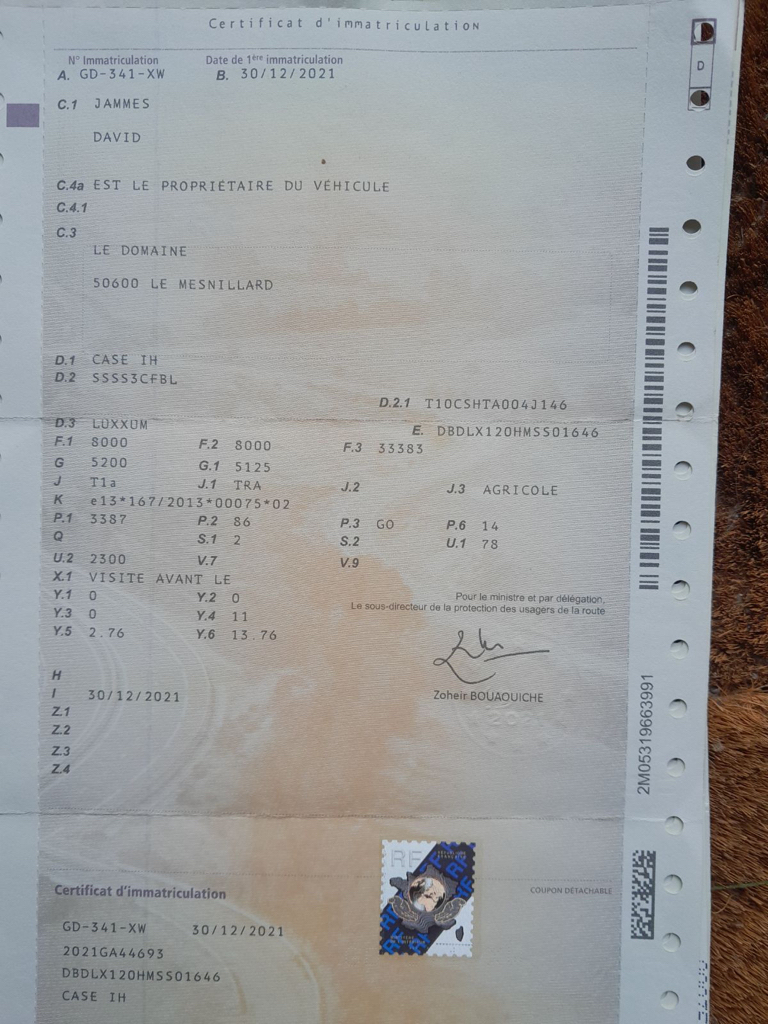 Certificat d'immatriculation
N° Immatriculation Date de 1ère immatriculation
A. GD-341-XW B. 30/12/2021
C.1 JAMMES
DAVID
C.4a EST LE PROPRIÉTAIRE DU VÉHICULE
C.4.1
C.3
LE DOMAINE
50600 LE MESNILLARD
D.1 CASE IH
D.2 SSSS3CFBL
D.2.1 T10CSHTA004J146
D.3 LUXXUM
E. DBDLX120HMSS01646
F.1 8000 F.2 8000 F.3 33383
G 5200 G.1 5125
J T1a J.1 TRA J.2 J.3 AGRICOLE
K e13*167/2013*00075*02
P.1 3387 P.2 86 P.3 GO P.6 14
Q S.1 2 S.2 U.1 78
U.2 2300 V.7 V.9
X.1 VISITE AVANT LE
Y.1 0 Y.2 0
Y.3 0 Y.4 11
Y.5 2.76 Y.6 13.76
Pour le ministre et par délégation,
Le sous-directeur de la protection des usagers de la route
Zoheir BOUAOUICHE
H
I 30/12/2021
Z.1
Z.2
Z.3
Z.4
D
2M05319663991
Certificat d'immatriculation
COUPON DÉTACHABLE
GD-341-XW 30/12/2021
2021GA44693
DBDLX120HMSS01646
CASE IH
RF